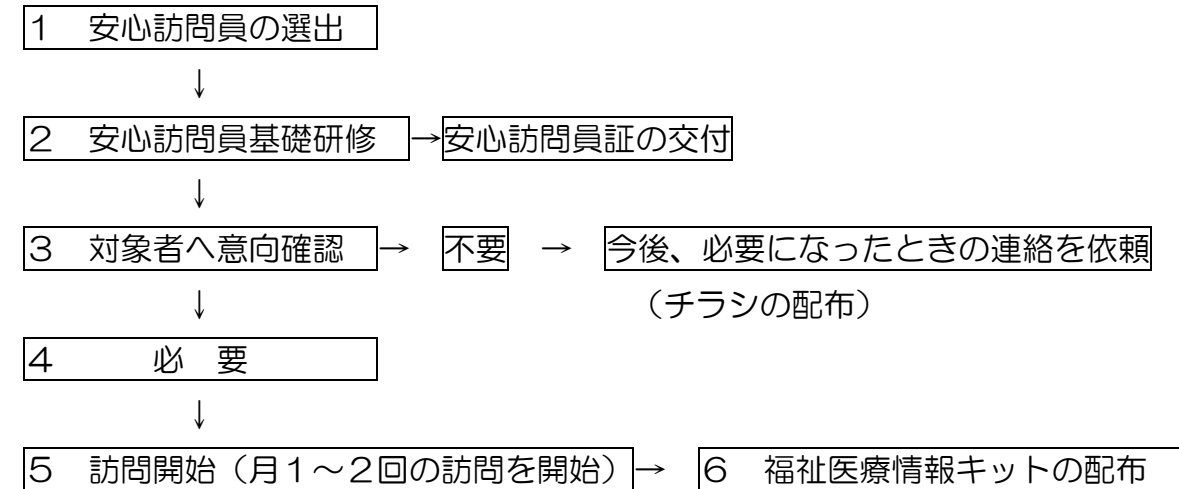 １　安心訪問員の選出
↓
２　安心訪問員基礎研修　→安心訪問員証の交付
↓
３　対象者へ意向確認　→　不要　→　今後、必要になったときの連絡を依頼
↓　（チラシの配布）
４　必　要
↓
５　訪問開始（月１～２回の訪問を開始）→　６　福祉医療情報キットの配布